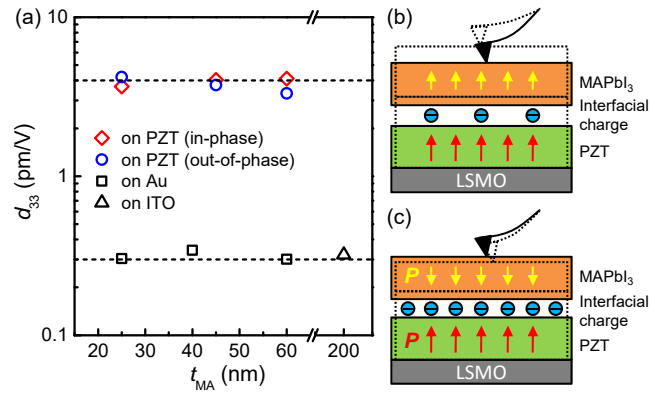 (a)
10
1
0.1
d33 (pm/V)
on PZT (in-phase)
on PZT (out-of-phase)
on Au
on ITO
20 30 40 50 60 200
tMA (nm)
(b)
MAPbI3
Interfacial
charge
PZT
LSMO
(c)
P
MAPbI3
Interfacial
charge
P
PZT
LSMO